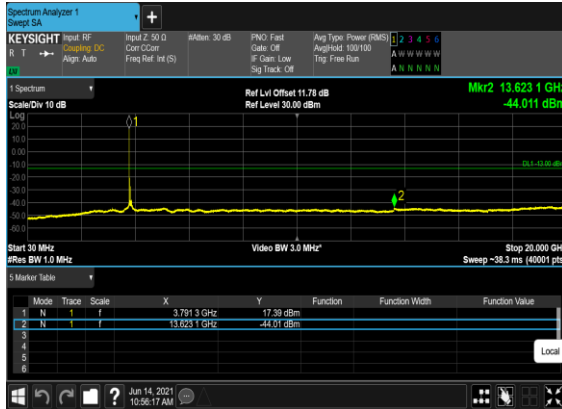 Spectrum Analyzer 1
Swept SA
+
KEYSIGHT
R T
LU
Input: RF
Coupling: DC
Align: Auto
Input Z: 50 Ω
Corr CCorr
Freq Ref: Int (S)
#Atten: 30 dB
PNO: Fast
Gate: Off
IF Gain: Low
Sig Track: Off
Avg Type: Power (RMS)
Avg|Hold: 100/100
Trig: Free Run
1 2 3 4 5 6
A W W W W W
A N N N N N
1 Spectrum
Scale/Div 10 dB
Ref Lvl Offset 11.78 dB
Ref Level 30.00 dBm
Mkr2 13.623 1 GHz
-44.011 dBm
Log
20.0
10.0
0.00
-10.0
-20.0
-30.0
-40.0
-50.0
-60.0
1
DL1 -13.00 dBm
2
Start 30 MHz
#Res BW 1.0 MHz
Video BW 3.0 MHz*
Stop 20.000 GHz
Sweep ~38.3 ms (40001 pts)
5 Marker Table
Mode Trace Scale X Y Function Function Width Function Value
1 N 1 f 3.791 3 GHz 17.39 dBm
2 N 1 f 13.623 1 GHz -44.01 dBm
3
4
5
6
Local
?
Jun 14, 2021
10:56:17 AM